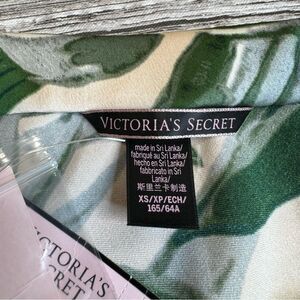 VICTORIA'S SECRET
made in Sri Lanka/
fabriqué au Sri Lanka/
hecho en Sri Lanka/
fabbricato in Sri
Lanka/
斯里兰卡制造
XS/XP/ECH/
165/64A
VICTORIA'S
SECRET